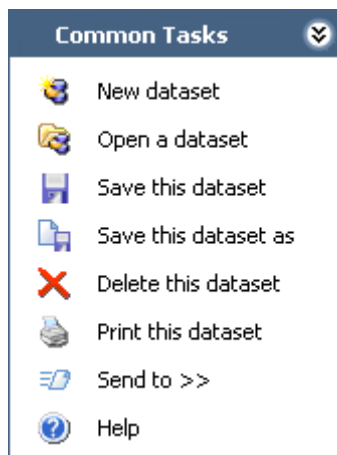 Common Tasks
New dataset
Open a dataset
Save this dataset
Save this dataset as
Delete this dataset
Print this dataset
Send to >>
Help